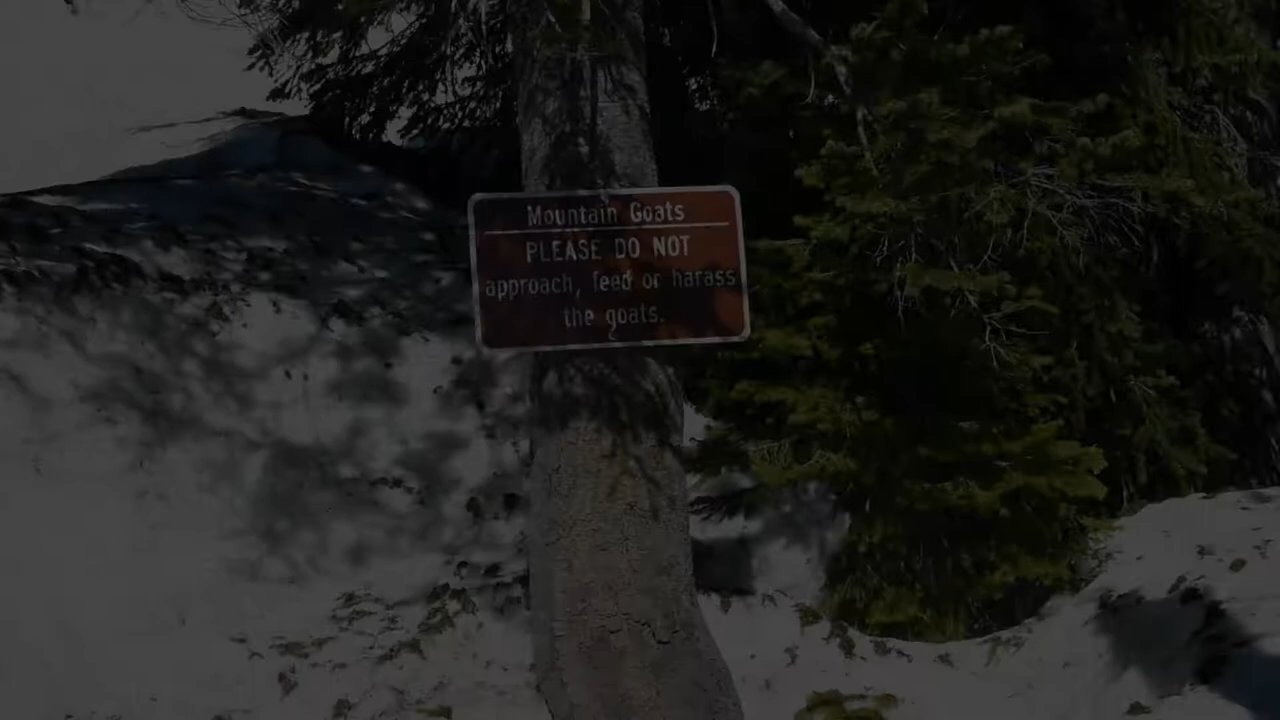 Mountain Goats
PLEASE DO NOT
approach, feed or harass
the goats.